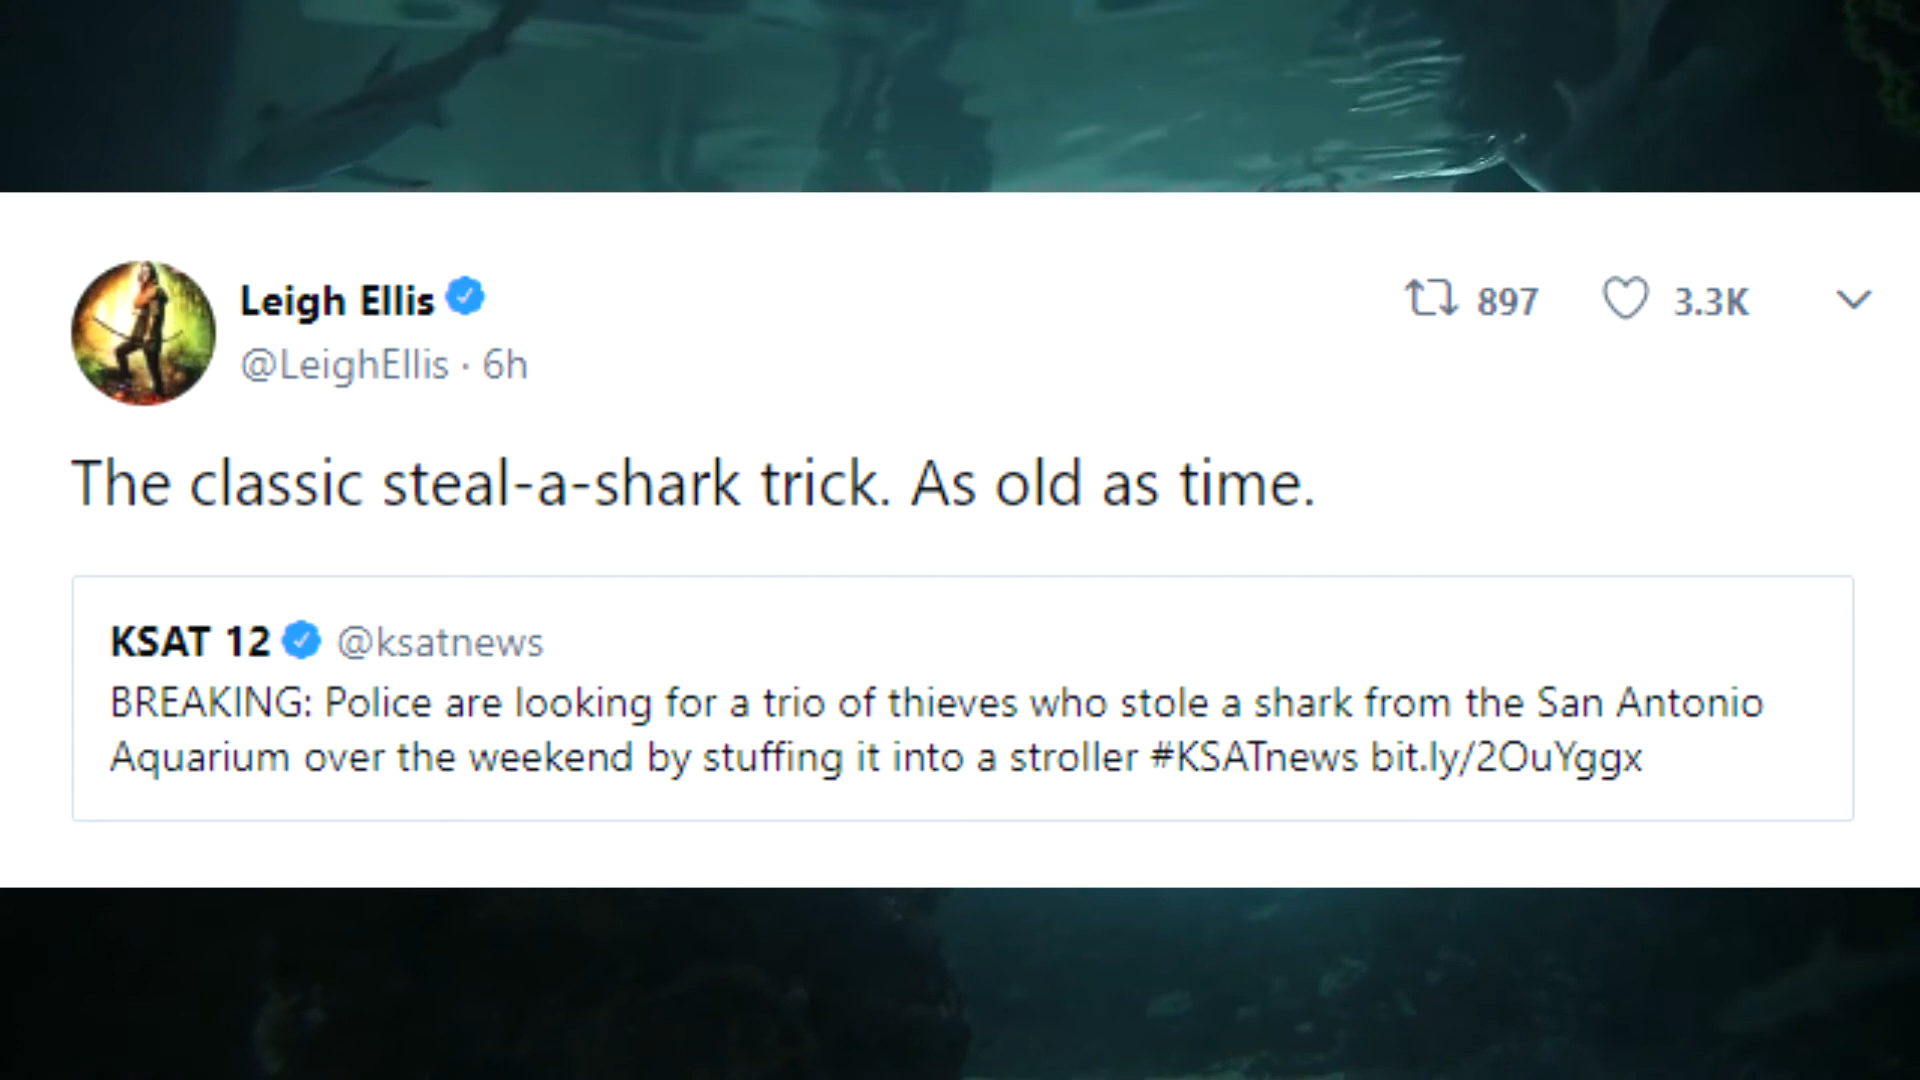 Leigh Ellis
897 3.3K
@LeighEllis · 6h
The classic steal-a-shark trick. As old as time.
KSAT 12 @ksatnews
BREAKING: Police are looking for a trio of thieves who stole a shark from the San Antonio
Aquarium over the weekend by stuffing it into a stroller #KSATnews bit.ly/2OuYggx